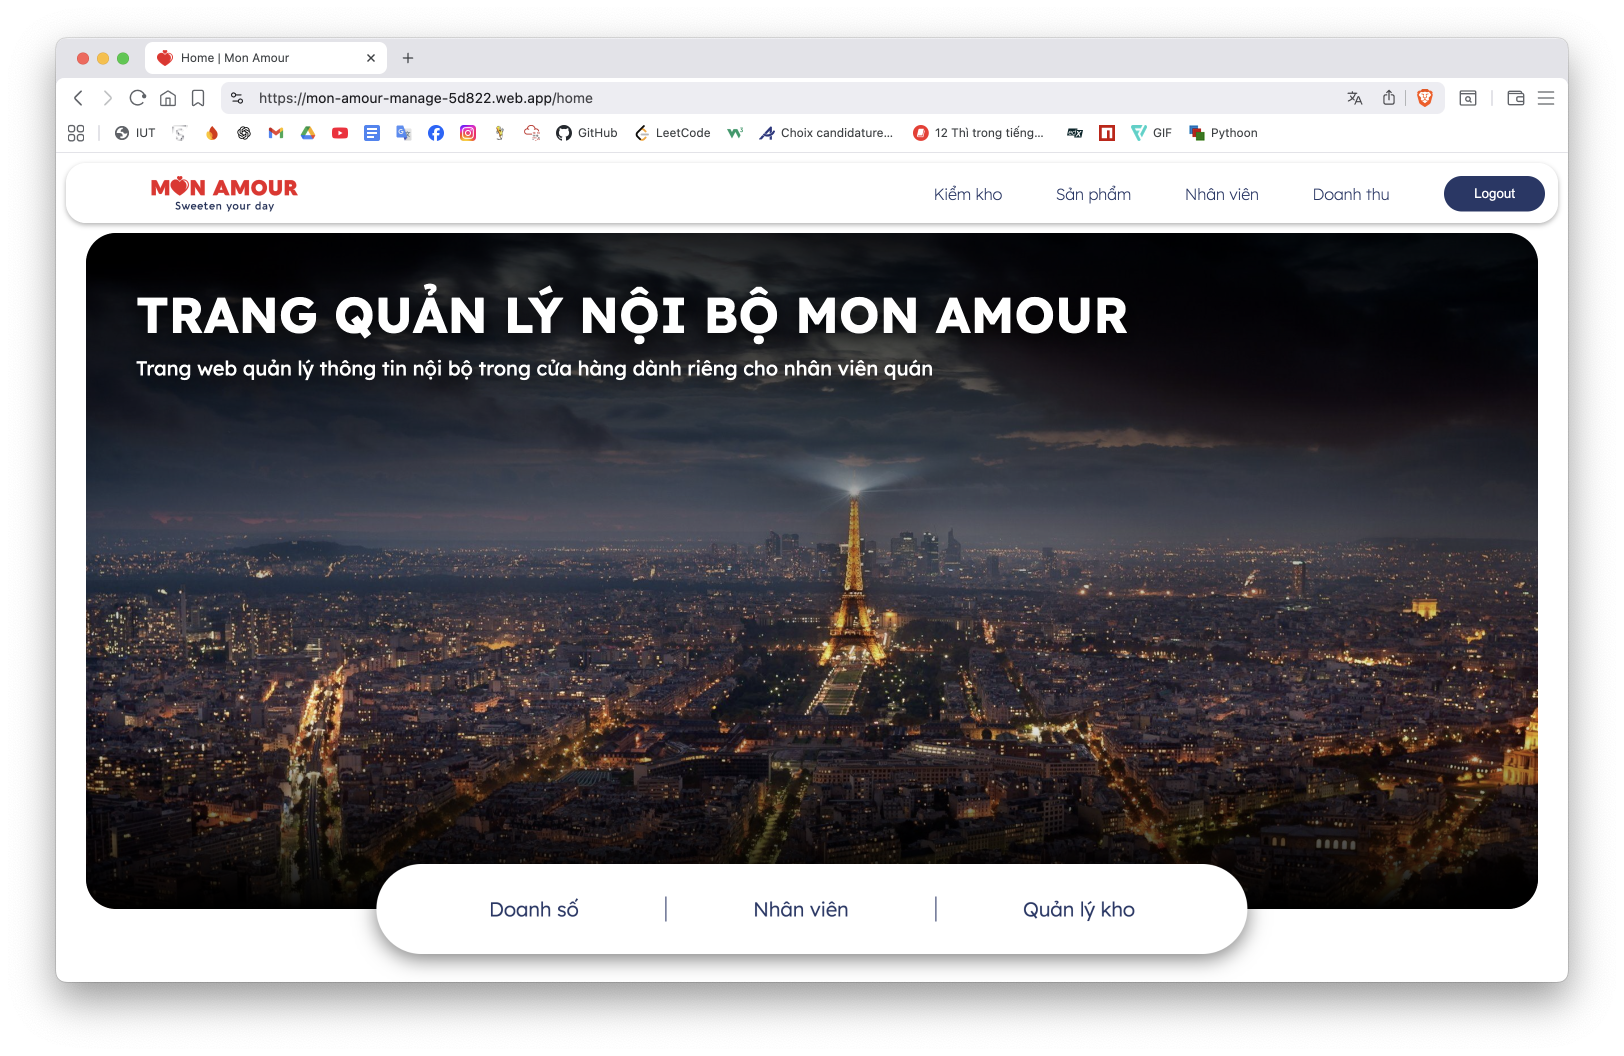 Home | Mon Amour
https://mon-amour-manage-5d822.web.app/home
IUT
GitHub
LeetCode
Choix candidature...
12 Thì trong tiếng...
GIF
Pythoon
MON AMOUR
Sweeten your day
Kiểm kho
Sản phẩm
Nhân viên
Doanh thu
Logout
TRANG QUẢN LÝ NỘI BỘ MON AMOUR
Trang web quản lý thông tin nội bộ trong cửa hàng dành riêng cho nhân viên quán
Doanh số
Nhân viên
Quản lý kho